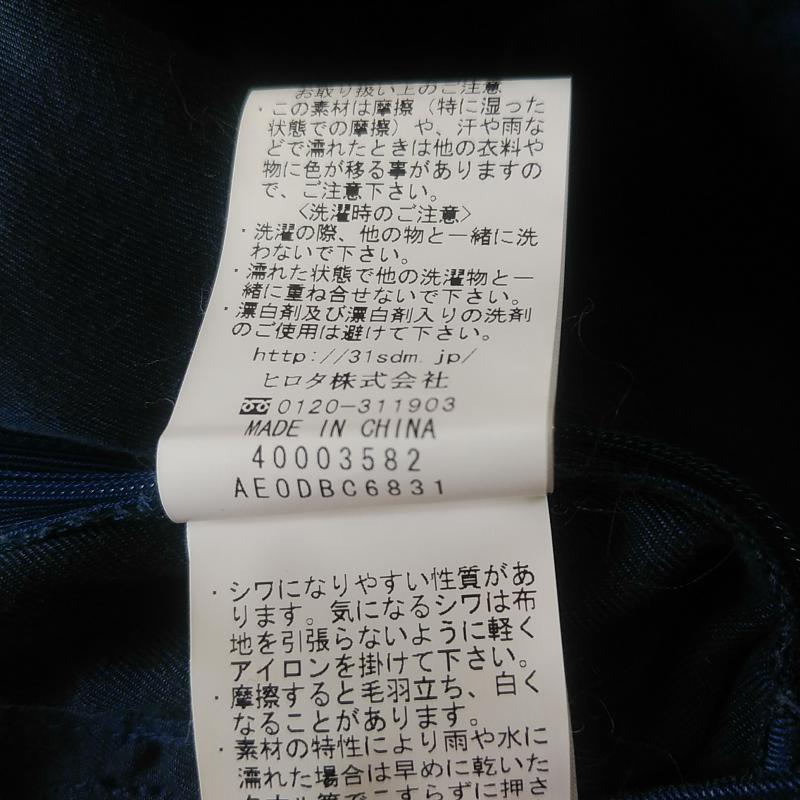 お取り扱い上のご注意
・この素材は摩擦（特に湿った
状態での摩擦）や、汗や雨な
どで濡れたときは他の衣料や
物に色が移る事がありますの
で、ご注意下さい。
〈洗濯時のご注意〉
・洗濯の際、他の物と一緒に洗
わないで下さい。
・濡れた状態で他の洗濯物と一
緒に重ね合せないで下さい。
・漂白剤及び漂白剤入りの洗剤
のご使用は避けて下さい。
http://31sdm.jp/
ヒロタ株式会社
0120-311903
MADE IN CHINA
40003582
AE0DBC6831
・シワになりやすい性質があ
ります。気になるシワは布
地を引張らないように軽く
アイロンを掛けて下さい。
・摩擦すると毛羽立ち、白く
なることがあります。
・素材の特性により雨や水に
濡れた場合は早めに乾いた
タオル等でこすらずに押さ